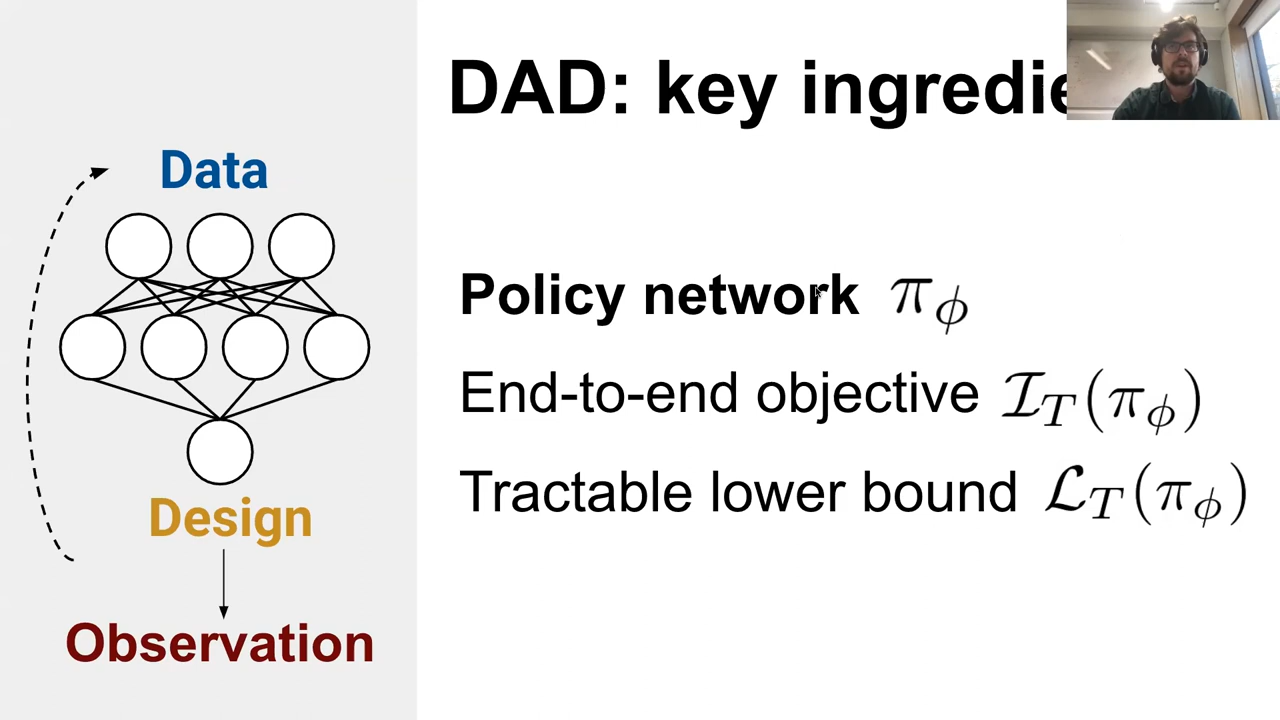 DAD: key ingredie
Data
Policy network πϕ
End-to-end objective 𝓘T(πϕ)
Tractable lower bound 𝓛T(πϕ)
Design
Observation